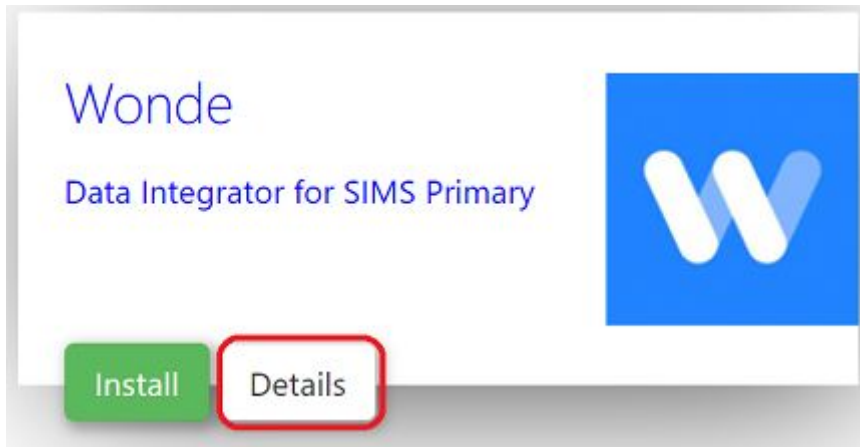 Wonde
Data Integrator for SIMS Primary
Install
Details